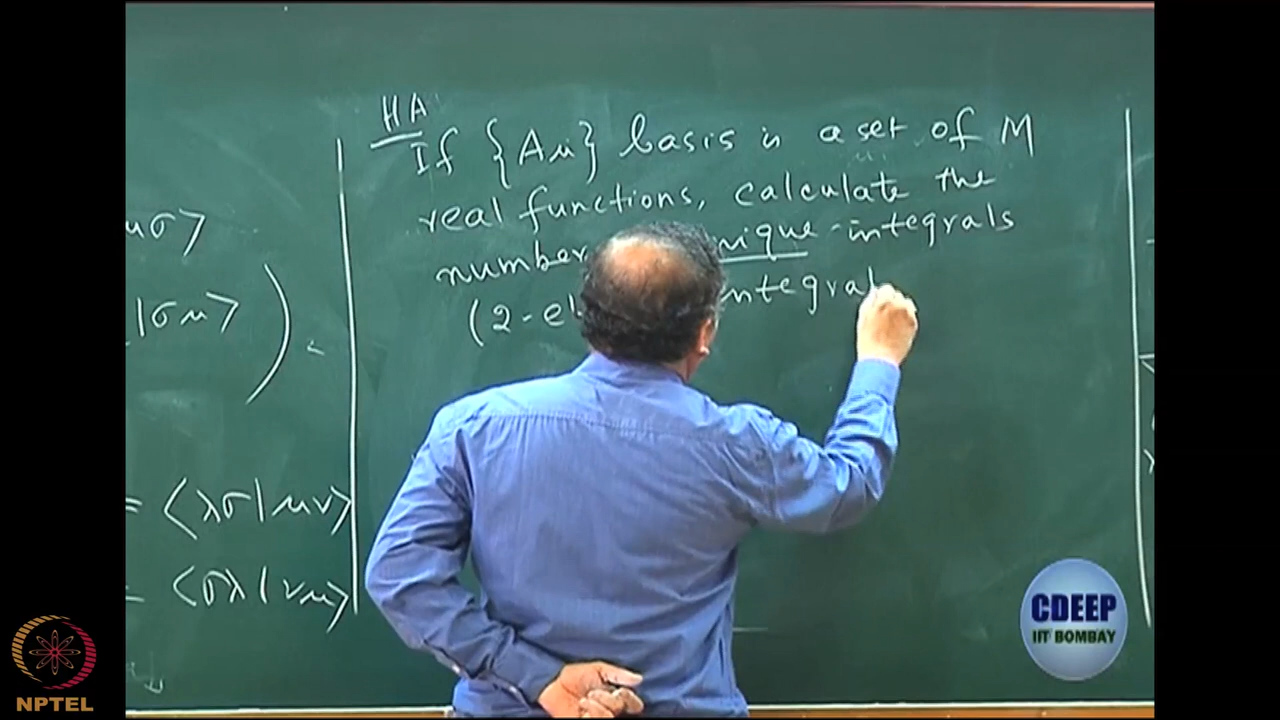 μσ>
|σμ> ) .
= <λσ|μν>
= <σλ|νμ>
HA
If {Aμ} basis is a set of M
real functions, calculate the
number unique integrals
(2-el integral
CDEEP
IIT BOMBAY
NPTEL